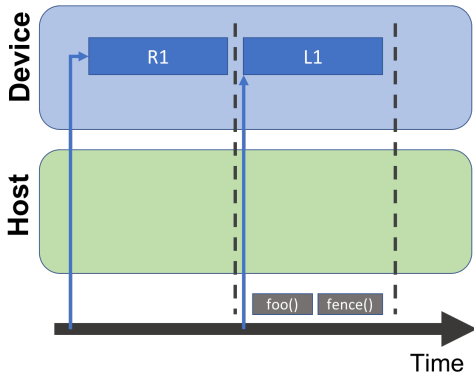 Device
R1
L1
Host
foo()
fence()
Time